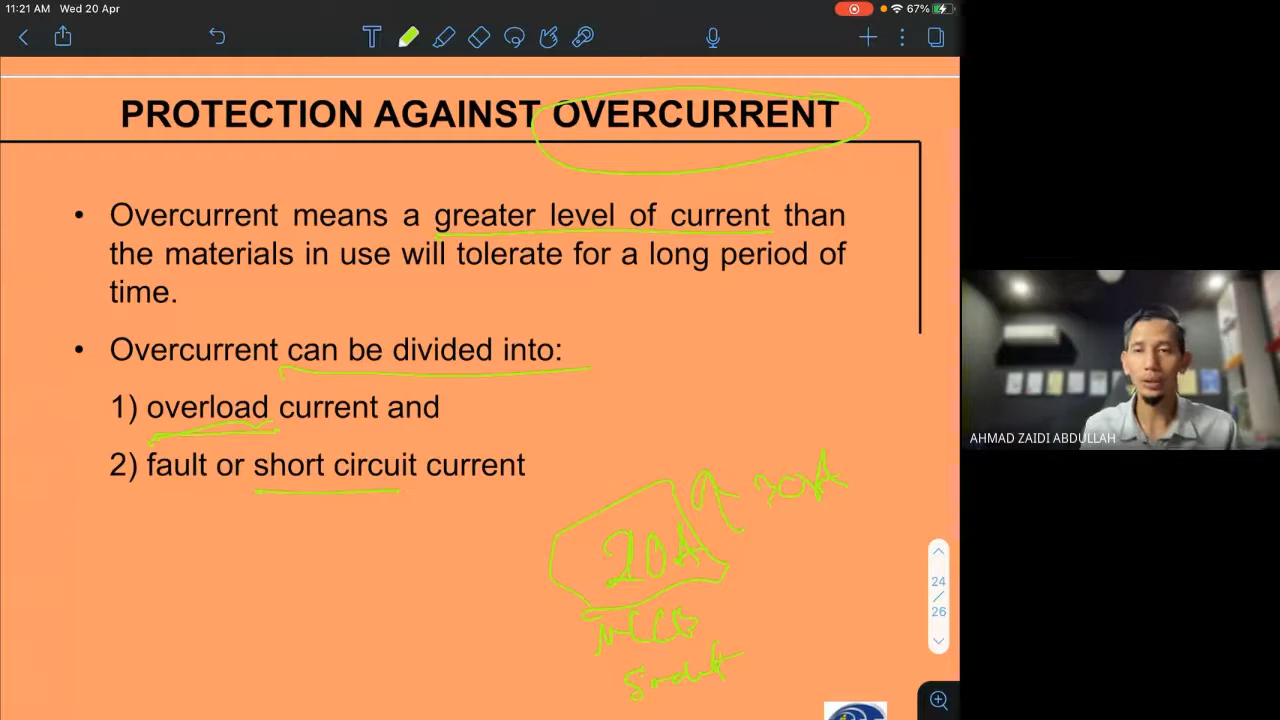 11:21 AM Wed 20 Apr
67%
PROTECTION AGAINST OVERCURRENT
• Overcurrent means a greater level of current than
the materials in use will tolerate for a long period of
time.
• Overcurrent can be divided into:
1) overload current and
2) fault or short circuit current
AHMAD ZAIDI ABDULLAH
30A
20A
24
/
26